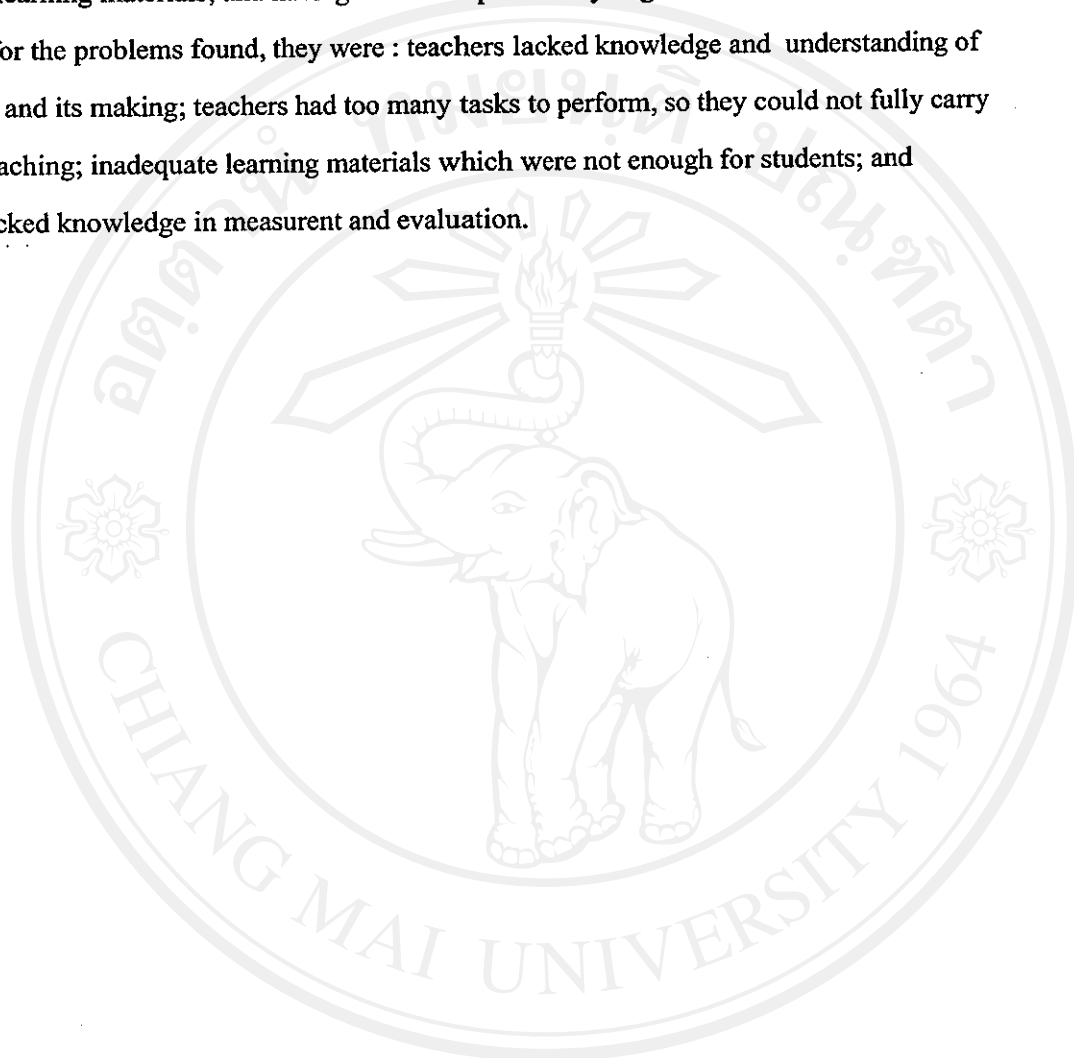 or the problems found, they were : teachers lacked knowledge and understanding of
and its making; teachers had too many tasks to perform, so they could not fully carry
aching; inadequate learning materials which were not enough for students; and
cked knowledge in measurent and evaluation.
CHIANG MAI UNIVERSITY 1964